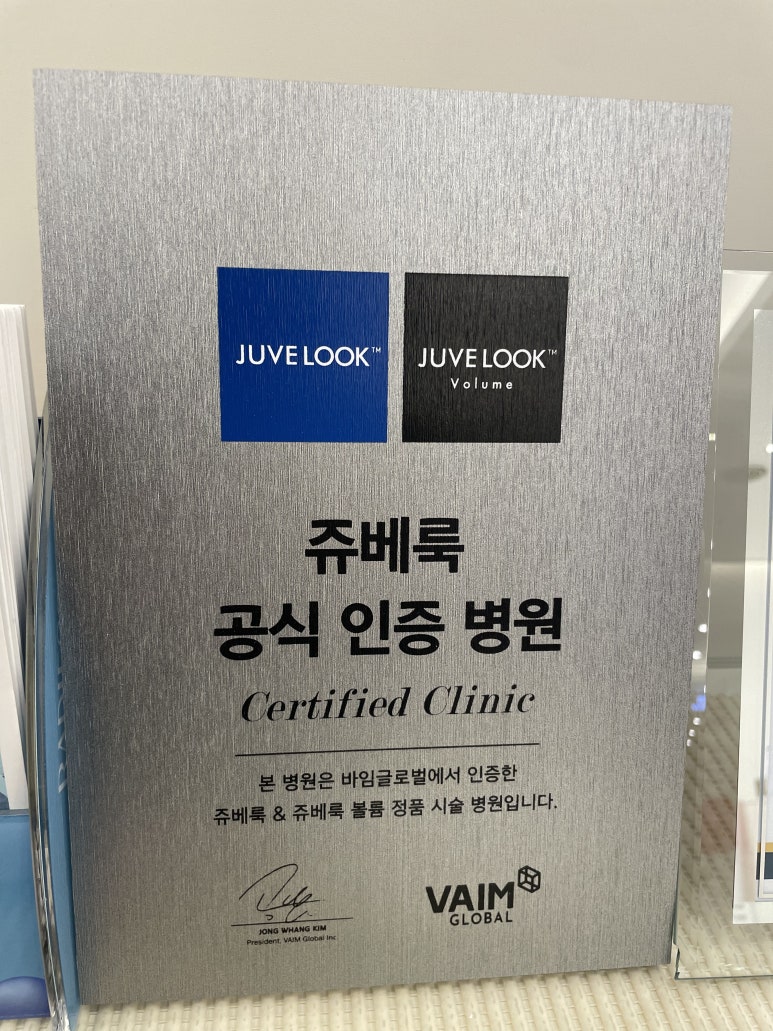 JUVELOOK™
JUVELOOK™
Volume
쥬베룩
공식 인증 병원
Certified Clinic
본 병원은 바임글로벌에서 인증한
쥬베룩 & 쥬베룩 볼륨 정품 시술 병원입니다.
JONG WHANG KIM
President, VAIM Global Inc
VAIM
GLOBAL